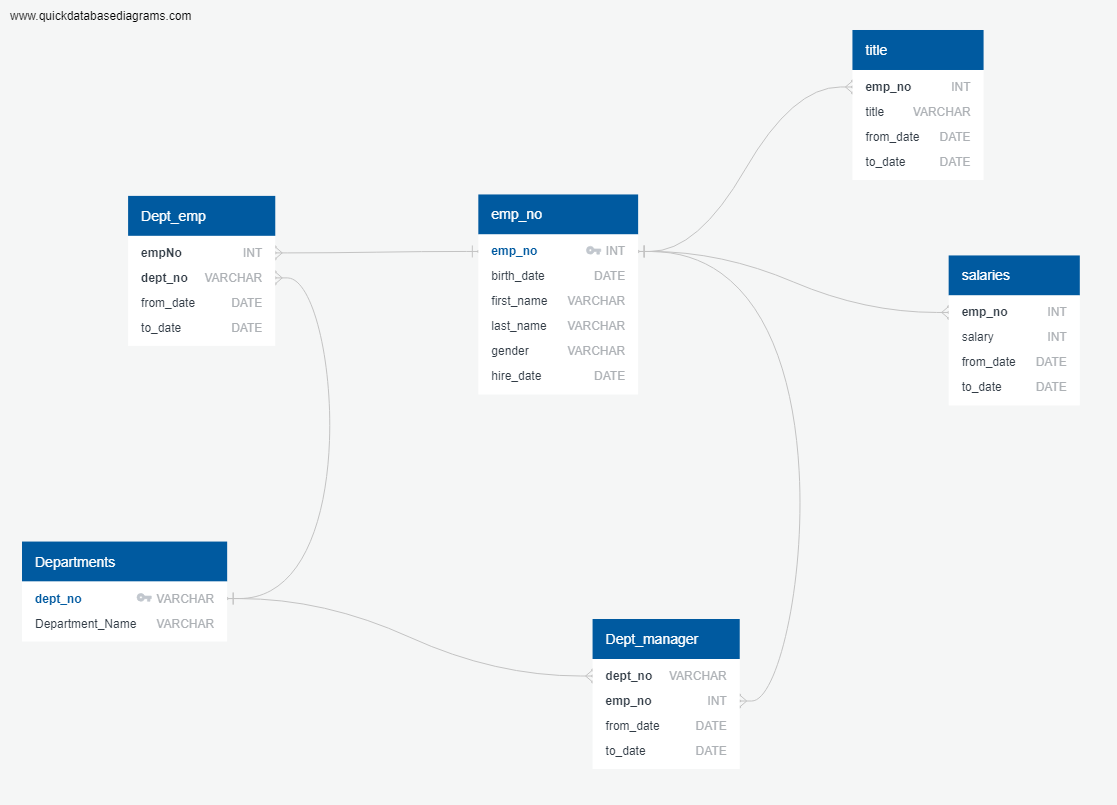 www.quickdatabasediagrams.com
title
emp_no INT
title VARCHAR
from_date DATE
to_date DATE
Dept_emp
empNo INT
dept_no VARCHAR
from_date DATE
to_date DATE
emp_no
emp_no INT
birth_date DATE
first_name VARCHAR
last_name VARCHAR
gender VARCHAR
hire_date DATE
salaries
emp_no INT
salary INT
from_date DATE
to_date DATE
Departments
dept_no VARCHAR
Department_Name VARCHAR
Dept_manager
dept_no VARCHAR
emp_no INT
from_date DATE
to_date DATE